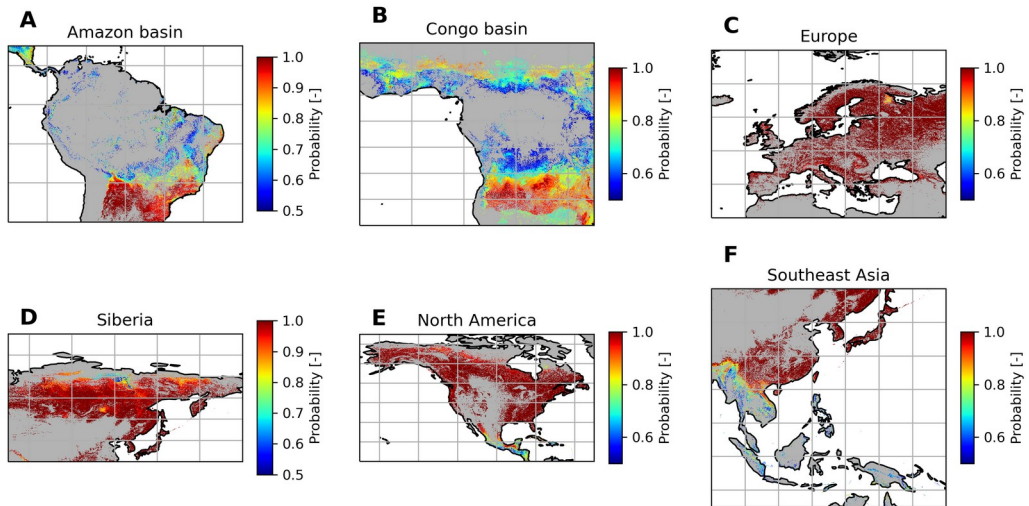 A
Amazon basin
1.0
0.9
0.8
0.7
0.6
0.5
Probability [-]
B
Congo basin
1.0
0.8
0.6
Probability [-]
C
Europe
1.0
0.8
0.6
Probability [-]
D
Siberia
1.0
0.9
0.8
0.7
0.6
0.5
Probability [-]
E
North America
1.0
0.8
0.6
Probability [-]
F
Southeast Asia
1.0
0.8
0.6
Probability [-]